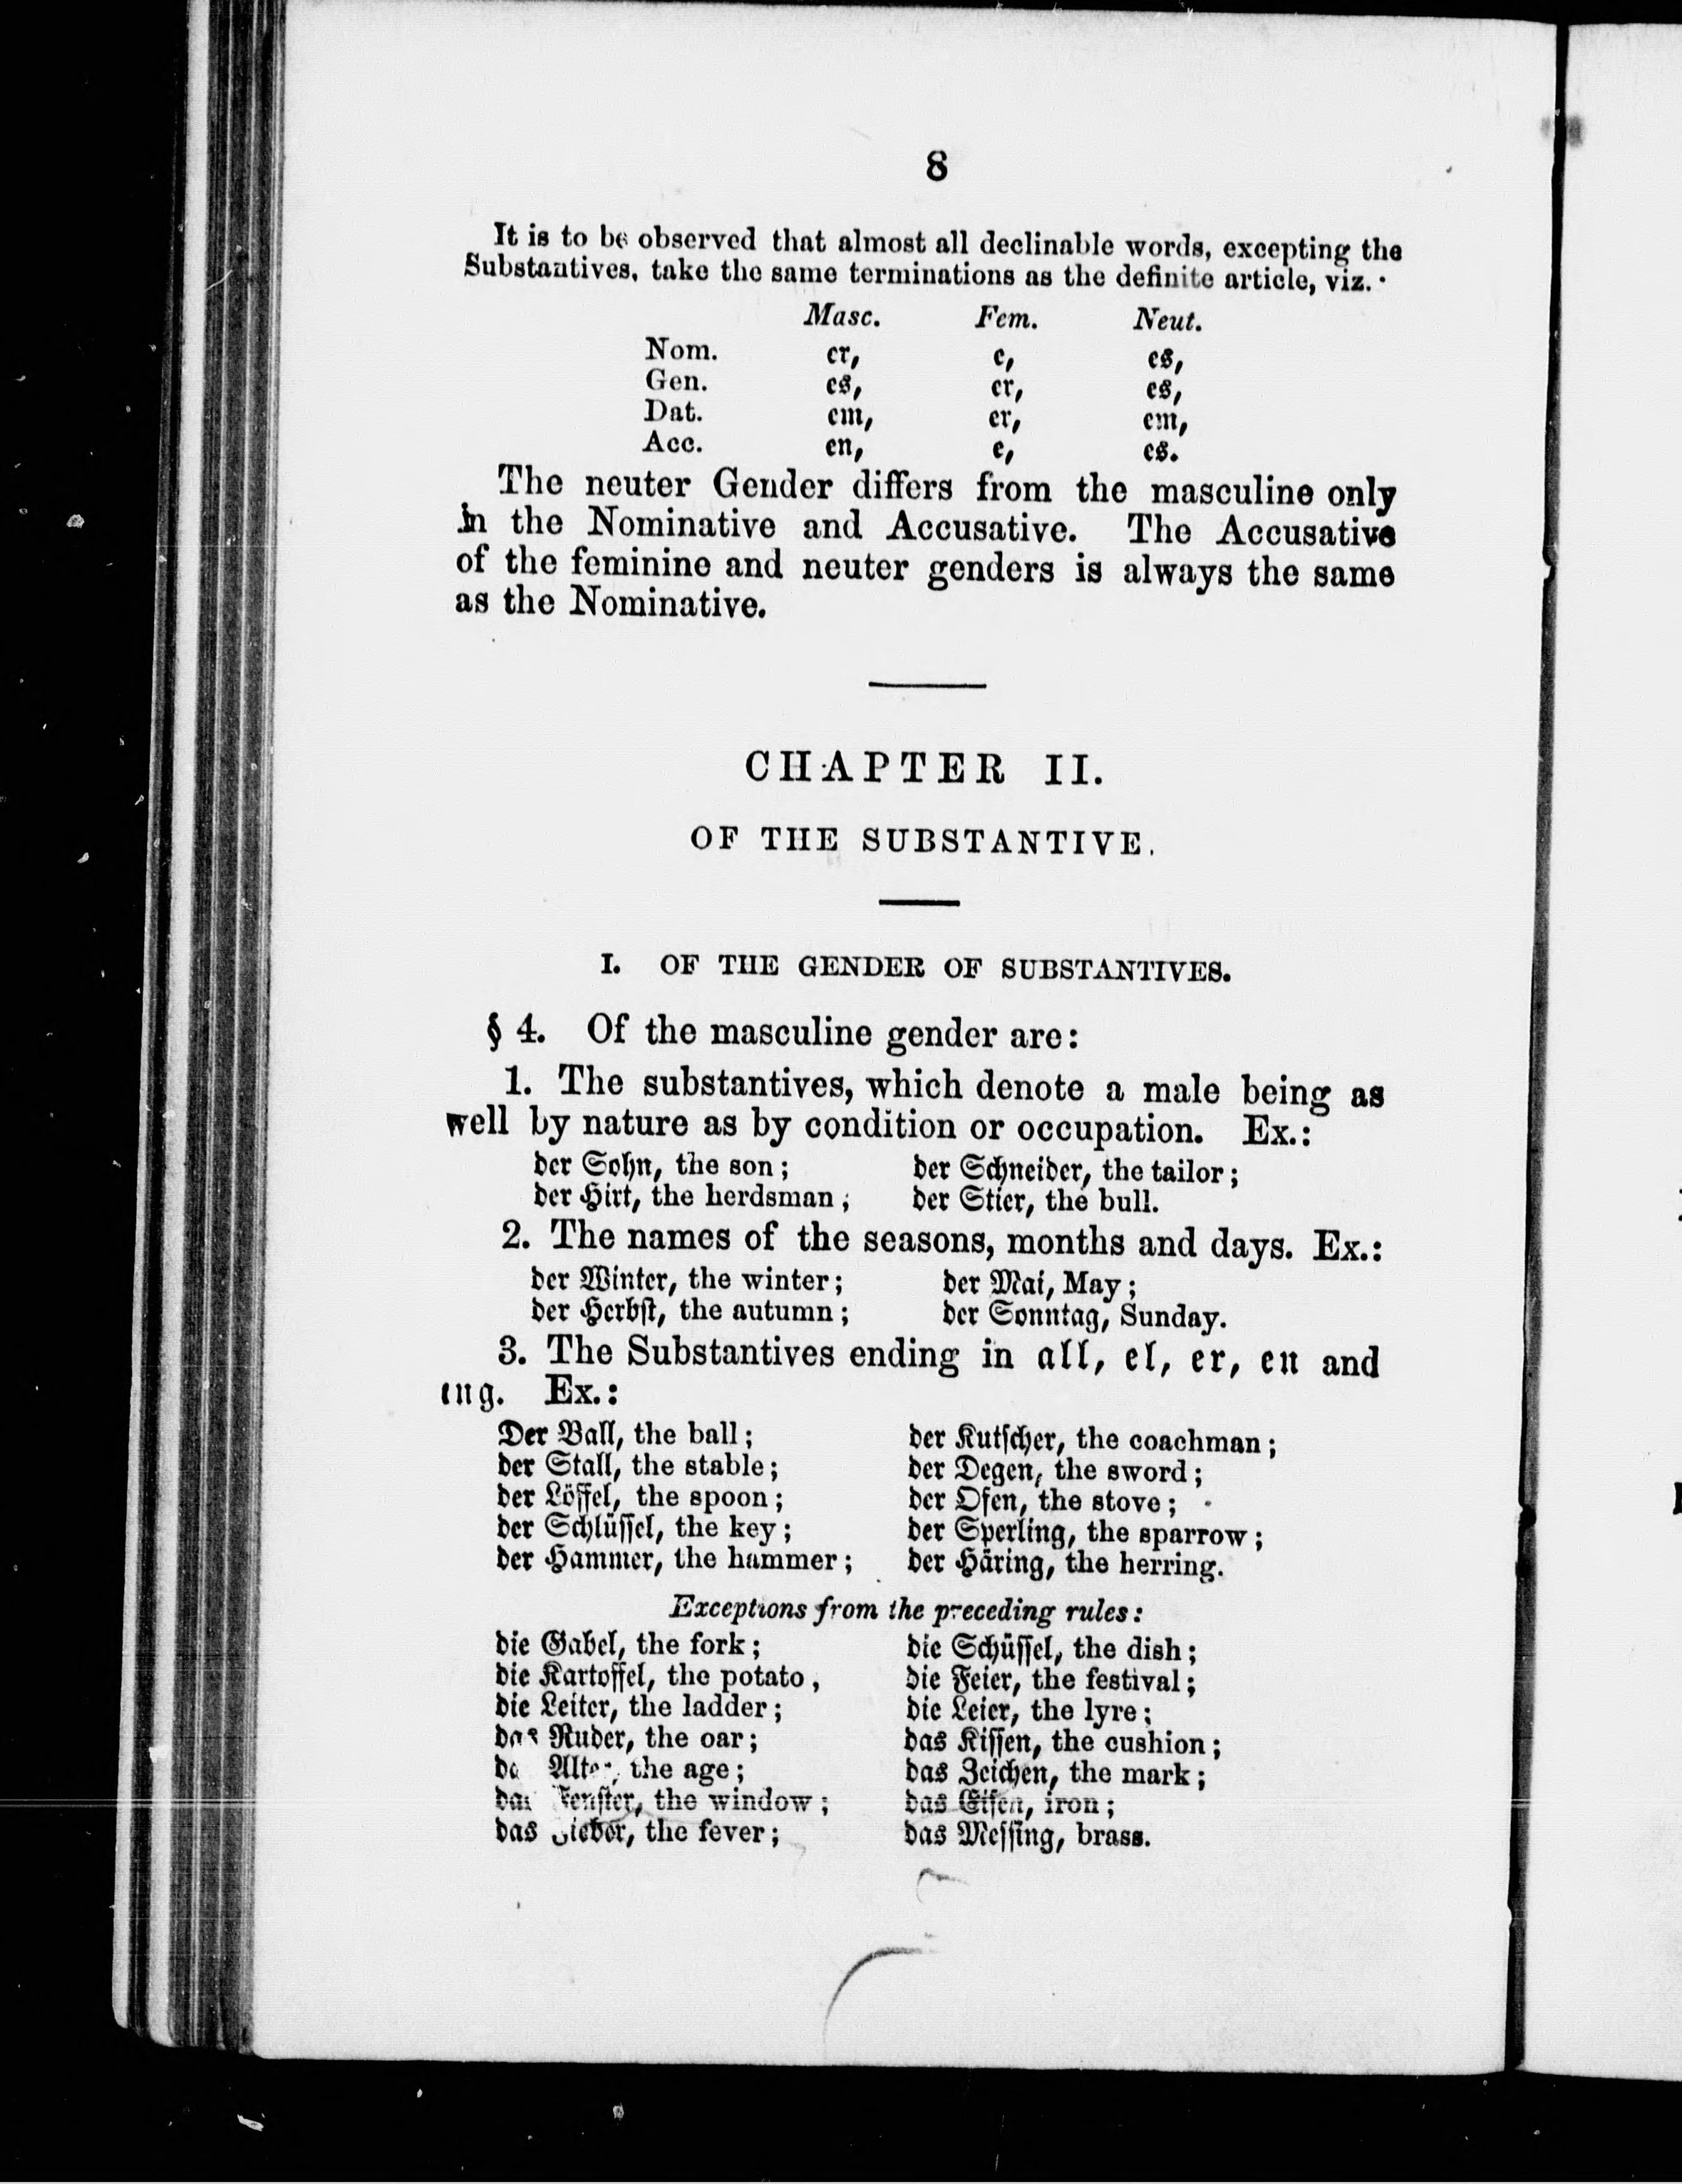 8
It is to be observed that almost all declinable words, excepting the
Substantives, take the same terminations as the definite article, viz.:
Masc. Fem. Neut.
Nom. er, e, es,
Gen. es, er, es,
Dat. em, er, em,
Acc. en, e, es.
The neuter Gender differs from the masculine only
in the Nominative and Accusative. The Accusative
of the feminine and neuter genders is always the same
as the Nominative.
CHAPTER II.
OF THE SUBSTANTIVE.
I. OF THE GENDER OF SUBSTANTIVES.
§ 4. Of the masculine gender are:
1. The substantives, which denote a male being as
well by nature as by condition or occupation. Ex.:
der Sohn, the son; der Schneider, the tailor;
der Hirt, the herdsman; der Stier, the bull.
2. The names of the seasons, months and days. Ex.:
der Winter, the winter; der Mai, May;
der Herbst, the autumn; der Sonntag, Sunday.
3. The Substantives ending in all, el, er, en and
ing. Ex.:
Der Ball, the ball; der Kutscher, the coachman;
der Stall, the stable; der Degen, the sword;
der Löffel, the spoon; der Ofen, the stove;
der Schlüssel, the key; der Sperling, the sparrow;
der Hammer, the hammer; der Häring, the herring.
Exceptions from the preceding rules:
die Gabel, the fork; die Schüssel, the dish;
die Kartoffel, the potato, die Feier, the festival;
die Leiter, the ladder; die Leier, the lyre;
das Ruder, the oar; das Kissen, the cushion;
das Alter, the age; das Zeichen, the mark;
das Fenster, the window; das Eisen, iron;
das Fieber, the fever; das Messing, brass.